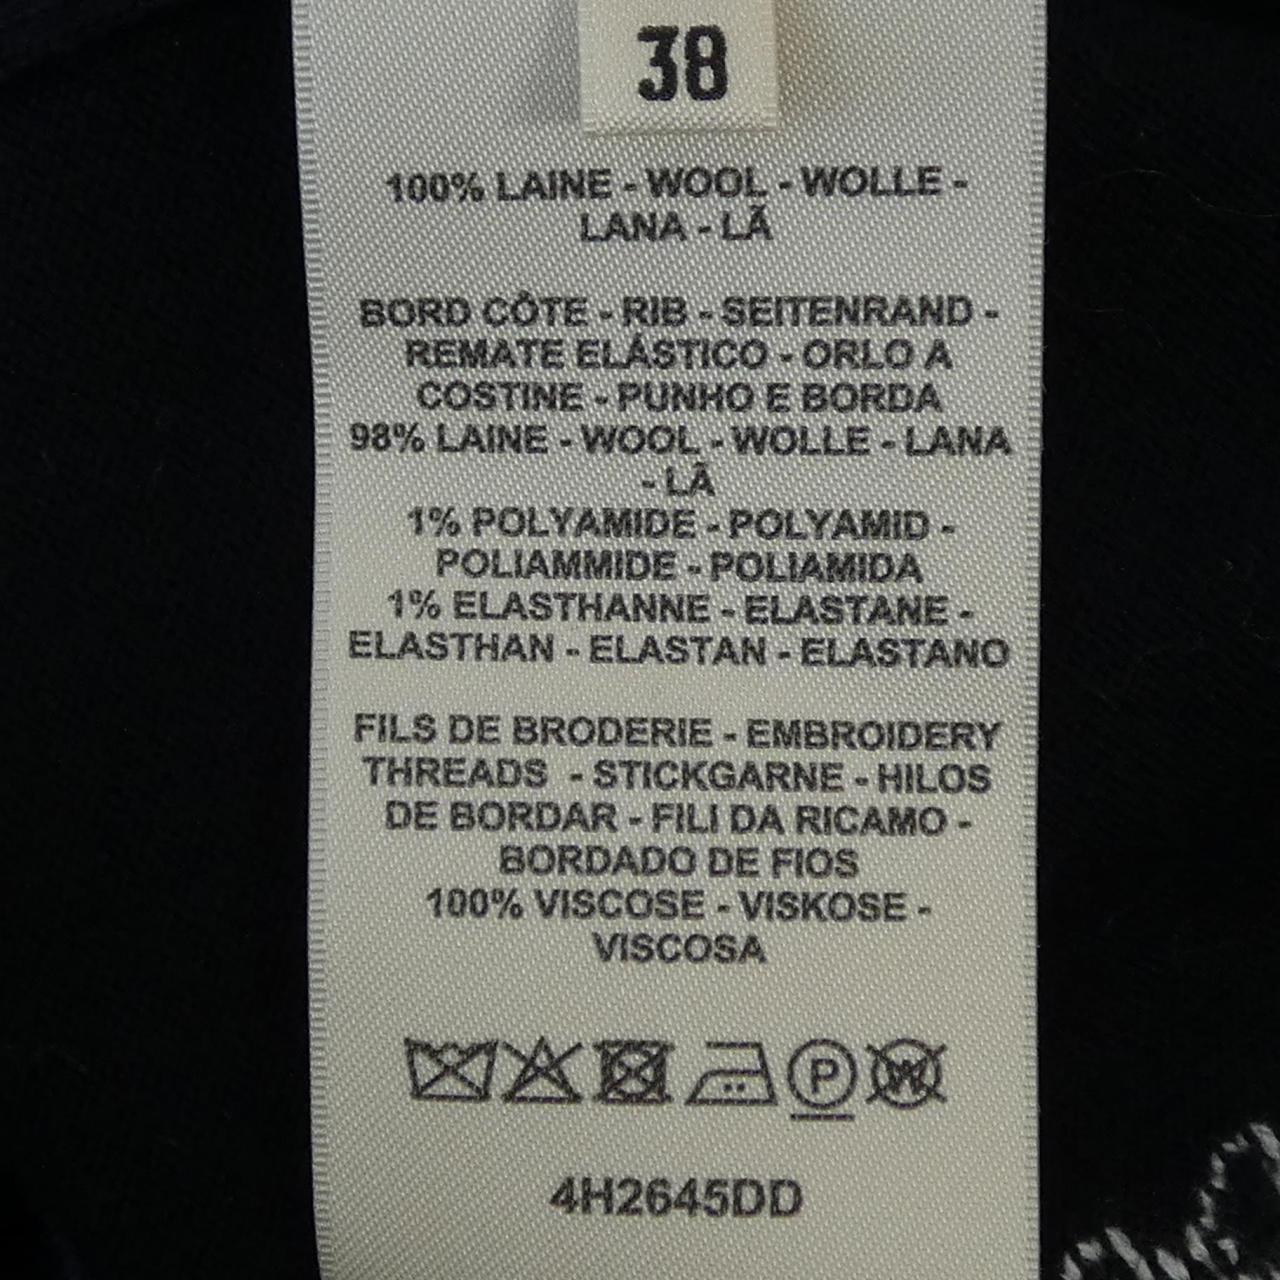 38
100% LAINE - WOOL - WOLLE -
LANA - LÃ
BORD CÔTE - RIB - SEITENRAND -
REMATE ELÁSTICO - ORLO A
COSTINE - PUNHO E BORDA
98% LAINE - WOOL - WOLLE - LANA
- LÃ
1% POLYAMIDE - POLYAMID -
POLIAMMIDE - POLIAMIDA
1% ELASTHANNE - ELASTANE -
ELASTHAN - ELASTAN - ELASTANO
FILS DE BRODERIE - EMBROIDERY
THREADS - STICKGARNE - HILOS
DE BORDAR - FILI DA RICAMO -
BORDADO DE FIOS
100% VISCOSE - VISKOSE -
VISCOSA
P W
4H2645DD